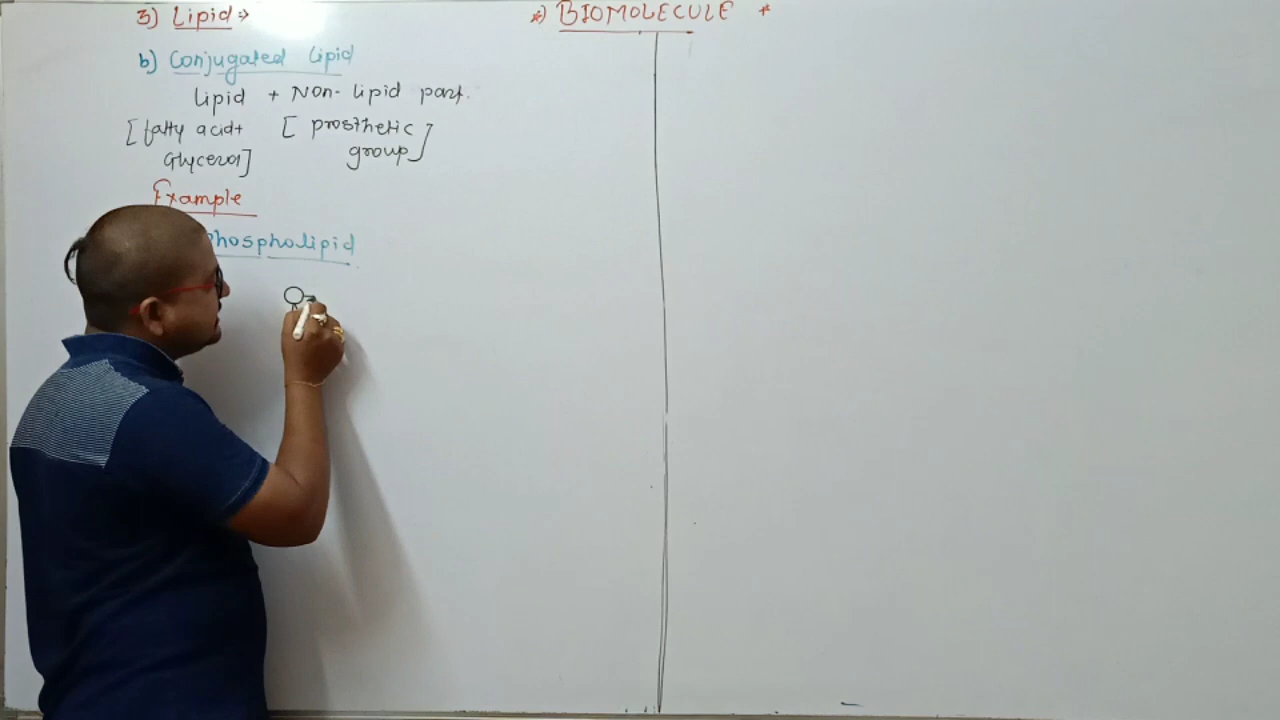 *) BIOMOLECULE *
3) Lipid ⇒
b) Conjugated Lipid
Lipid + Non-Lipid part.
[fatty acid+ [ prosthetic
Glycerol] group]
Example
phospholipid